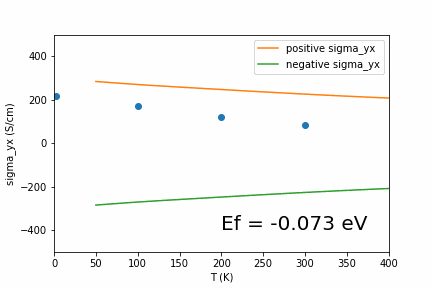 positive sigma_yx
negative sigma_yx
400
200
0
−200
−400
sigma_yx (S/cm)
Ef = -0.073 eV
0 50 100 150 200 250 300 350 400
T (K)